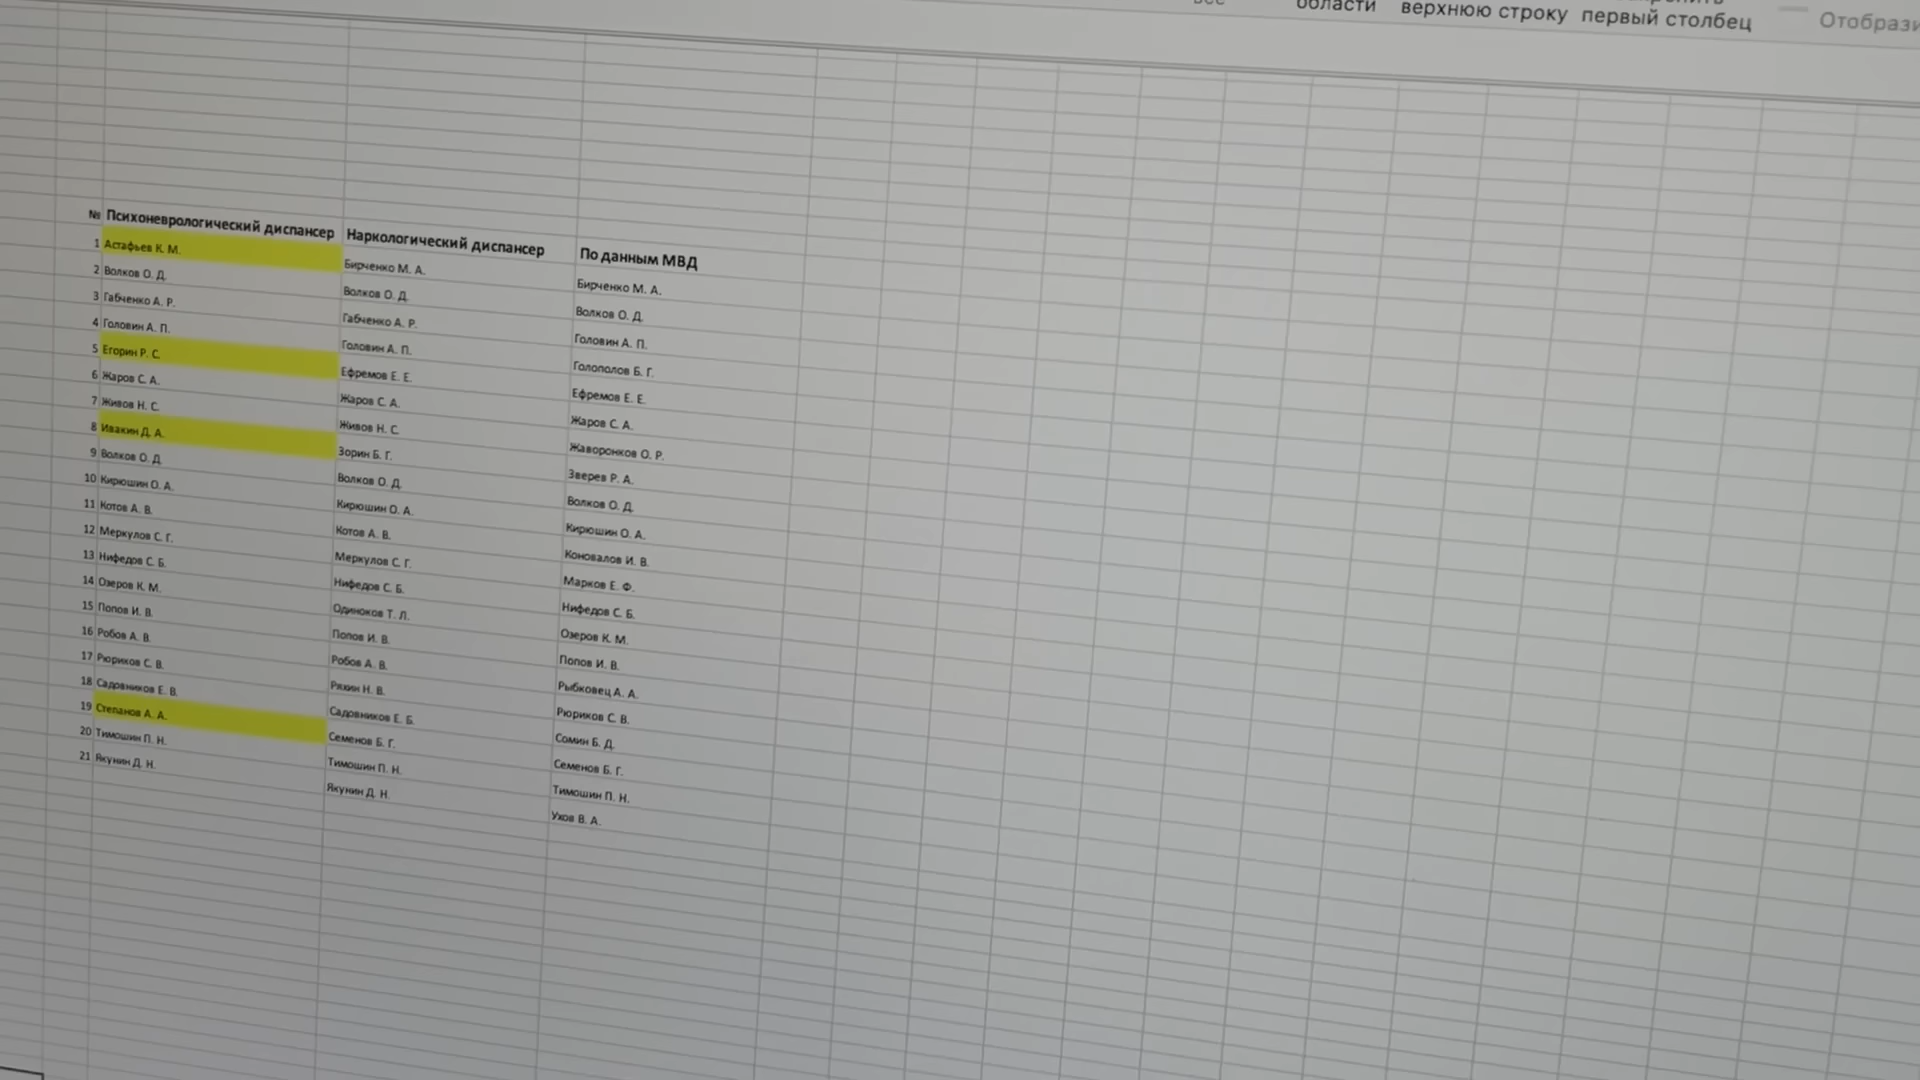 области верхнюю строку первый столбец
№ Психоневрологический диспансер Наркологический диспансер По данным МВД
1 Астафьев К. М. Бирченко М. А. Бирченко М. А.
2 Волков О. Д. Волков О. Д. Волков О. Д.
3 Габченко А. Р. Габченко А. Р. Головин А. П.
4 Головин А. П. Головин А. П. Голополов Б. Г.
5 Егорин Р. С. Ефремов Е. Е. Ефремов Е. Е.
6 Жаров С. А. Жаров С. А. Жаров С. А.
7 Живов Н. С. Живов Н. С. Жаворонков О. Р.
8 Ивакин Д. А. Зорин Б. Г. Зверев Р. А.
9 Волков О. Д. Волков О. Д. Волков О. Д.
10 Кирюшин О. А. Кирюшин О. А. Кирюшин О. А.
11 Котов А. В. Котов А. В. Коновалов И. В.
12 Меркулов С. Г. Меркулов С. Г. Марков Е. Ф.
13 Нифедов С. Б. Нифедов С. Б. Нифедов С. Б.
14 Озеров К. М. Одиноков Т. Л. Озеров К. М.
15 Попов И. В. Попов И. В. Попов И. В.
16 Робов А. В. Робов А. В. Рыбковец А. А.
17 Рюриков С. В. Ряхин Н. В. Рюриков С. В.
18 Садовников Е. В. Садовников Е. Б. Сомин Б. Д.
19 Степанов А. А. Семенов Б. Г. Семенов Б. Г.
20 Тимошин П. Н. Тимошин П. Н. Тимошин П. Н.
21 Якунин Д. Н. Якунин Д. Н. Ухов В. А.